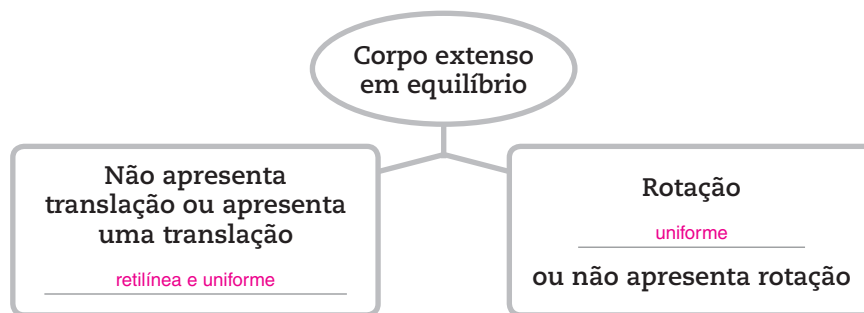 Corpo extenso
em equilíbrio
Não apresenta
translação ou apresenta
uma translação
retilínea e uniforme
Rotação
uniforme
ou não apresenta rotação